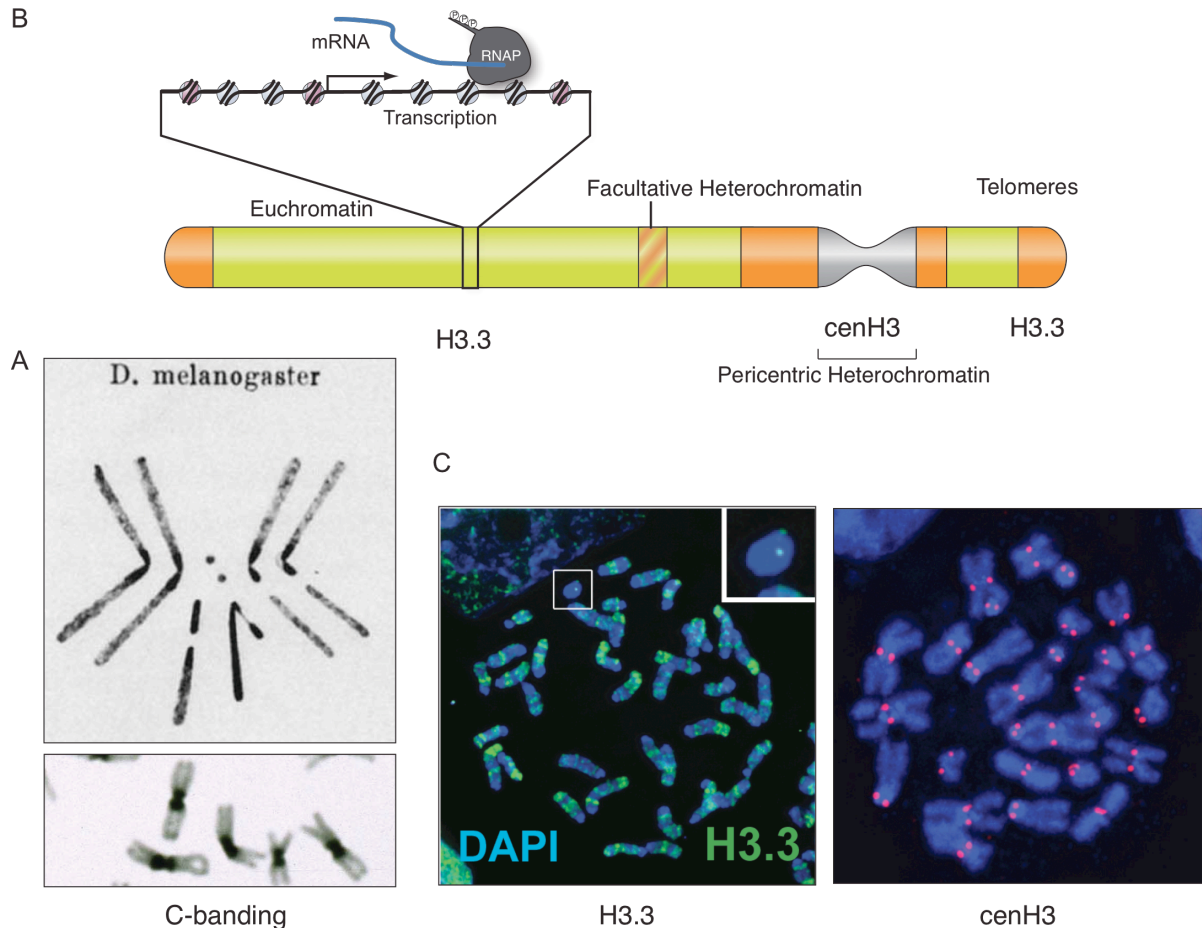 B
mRNA
P P P
RNAP
Transcription
Euchromatin
Facultative Heterochromatin
Telomeres
H3.3
cenH3
H3.3
Pericentric Heterochromatin
A
D. melanogaster
C-banding
C
DAPI
H3.3
H3.3
cenH3